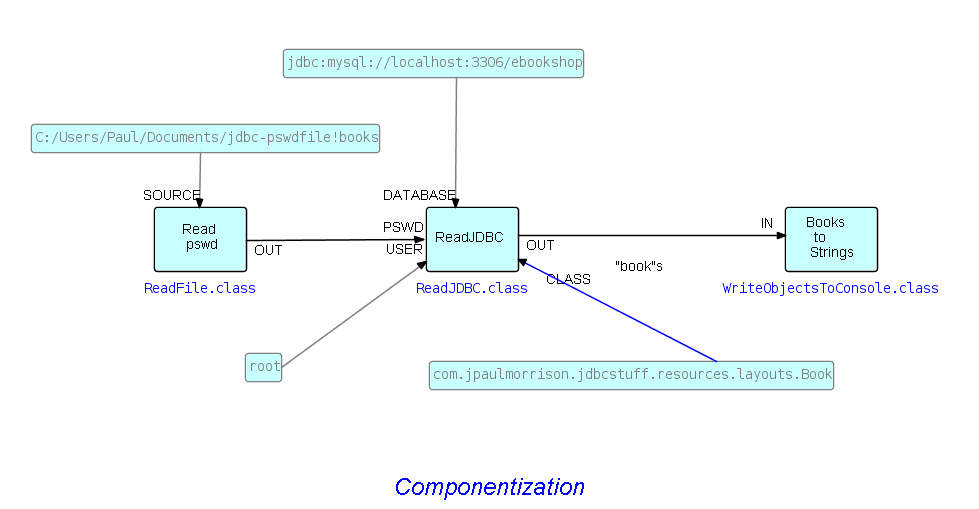 jdbc:mysql://localhost:3306/ebookshop
C:/Users/Paul/Documents/jdbc-pswdfile!books
SOURCE
DATABASE
Read
pswd
OUT
PSWD
USER
ReadJDBC
OUT
IN
Books
to
Strings
"book"s
CLASS
ReadFile.class
ReadJDBC.class
WriteObjectsToConsole.class
root
com.jpaulmorrison.jdbcstuff.resources.layouts.Book
Componentization